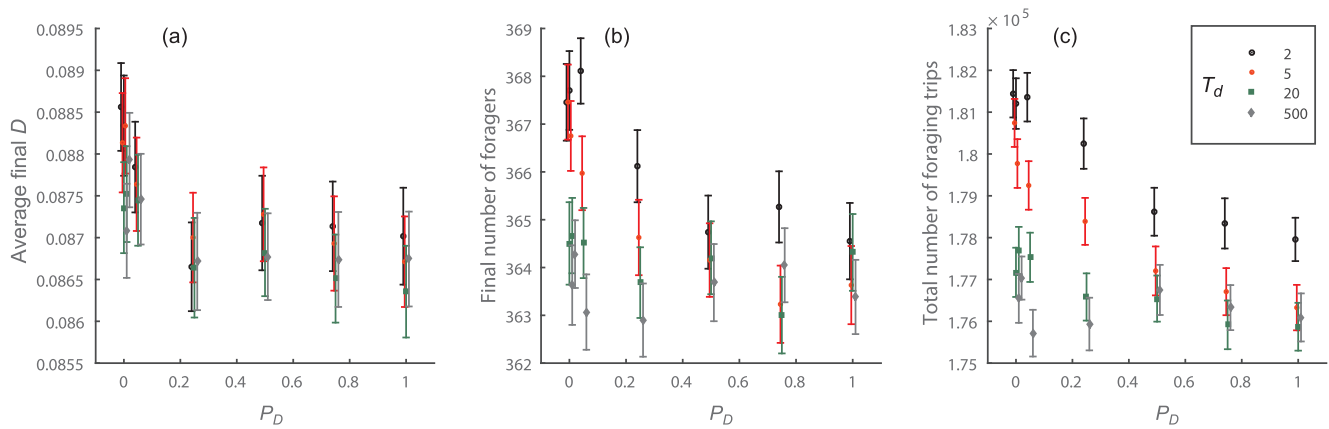 (a)
Average final D
0.0895
0.089
0.0885
0.088
0.0875
0.087
0.0865
0.086
0.0855
0 0.2 0.4 0.6 0.8 1
P_D
(b)
Final number of foragers
369
368
367
366
365
364
363
362
0 0.2 0.4 0.6 0.8 1
P_D
× 10^5
(c)
Total number of foraging trips
1.83
1.82
1.81
1.8
1.79
1.78
1.77
1.76
1.75
0 0.2 0.4 0.6 0.8 1
P_D
T_d
2
5
20
500